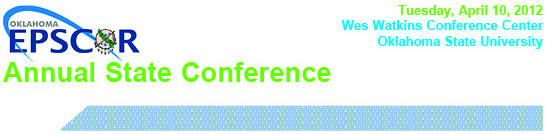 OKLAHOMA
EPSCOR
Annual State Conference
Tuesday, April 10, 2012
Wes Watkins Conference Center
Oklahoma State University